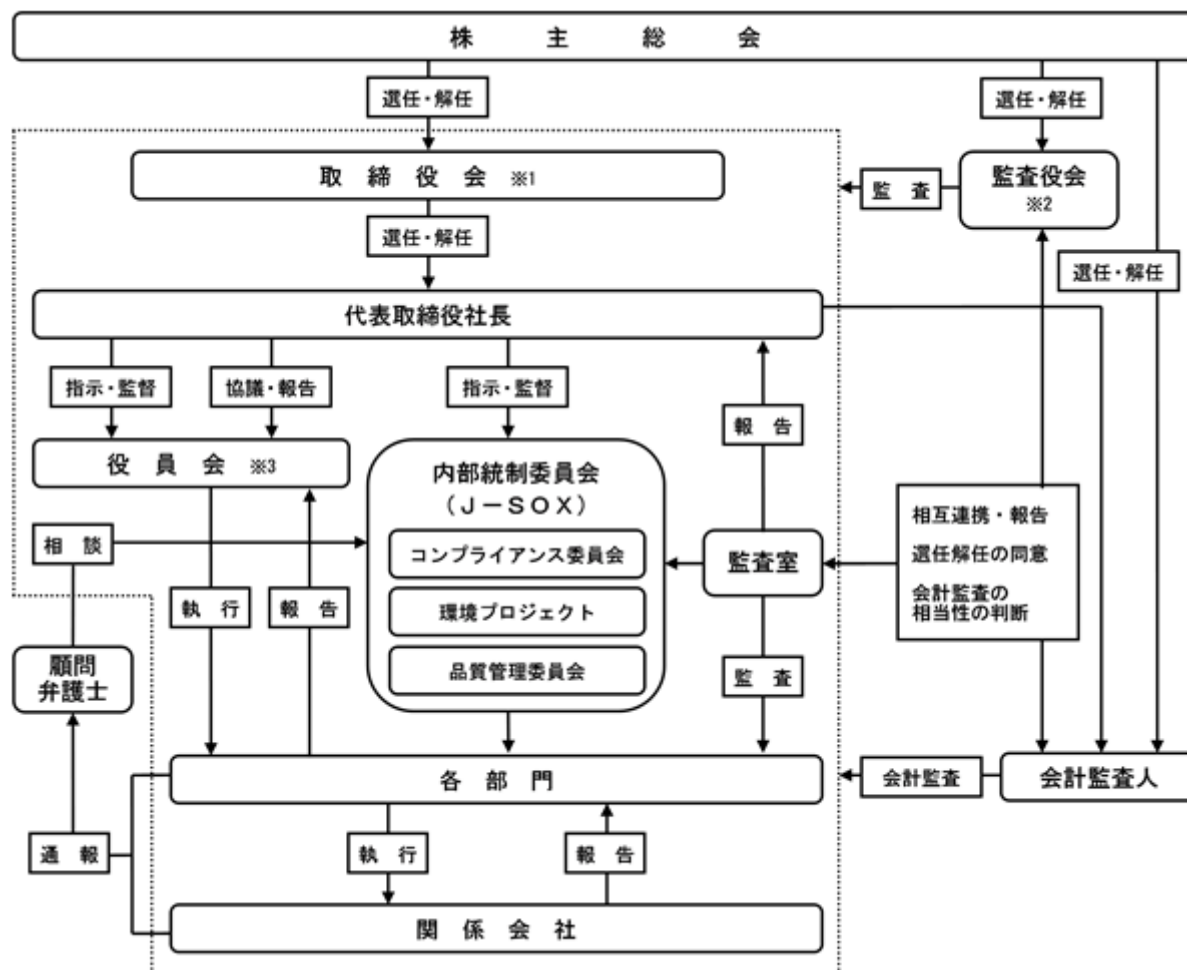 株主総会
選任・解任
選任・解任
取締役会 ※1
監査
監査役会
※2
選任・解任
選任・解任
代表取締役社長
指示・監督
協議・報告
指示・監督
報告
役員会 ※3
内部統制委員会
(J-SOX)
相互連携・報告
選任解任の同意
会計監査の
相当性の判断
相談
コンプライアンス委員会
監査室
執行
報告
環境プロジェクト
顧問
弁護士
品質管理委員会
監査
各部門
会計監査
会計監査人
通報
執行
報告
関係会社